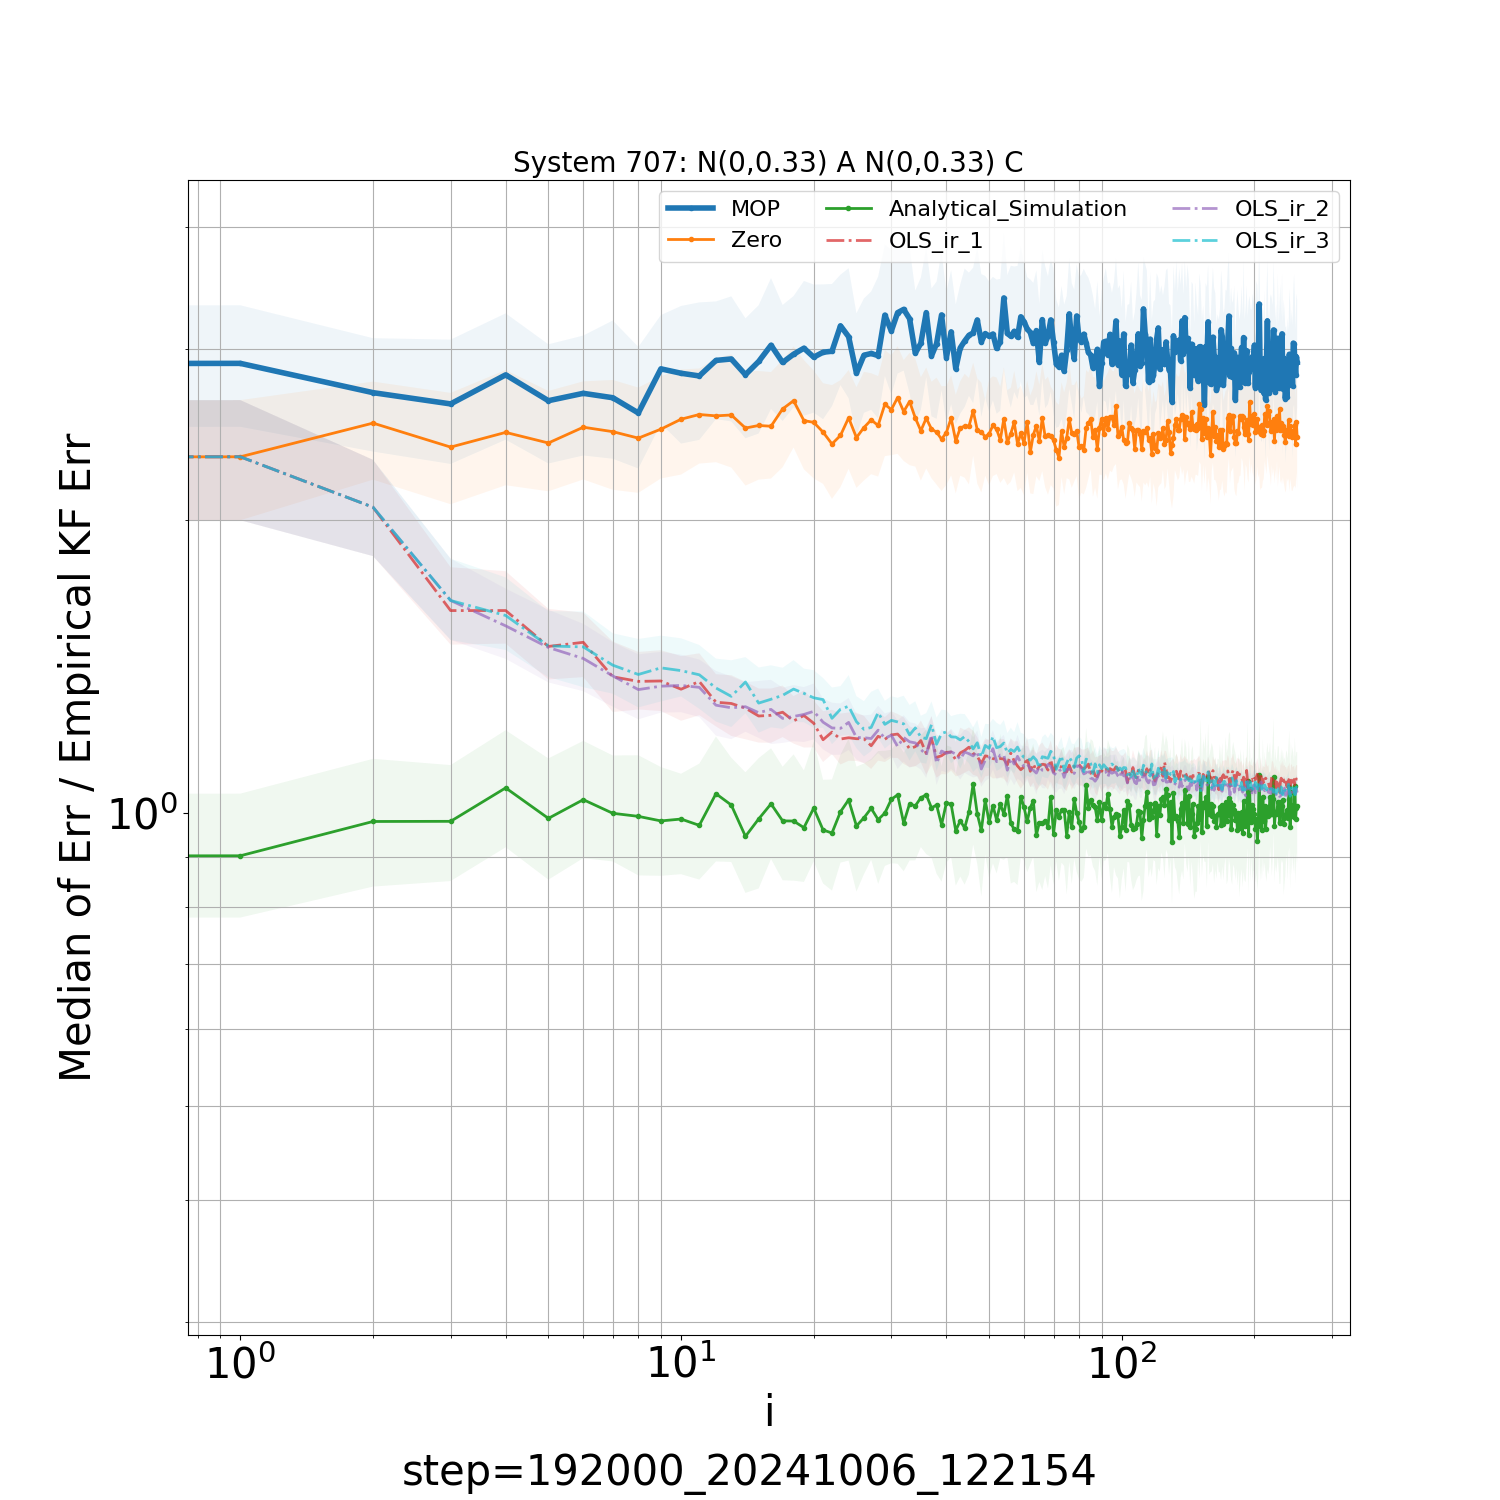 System 707: N(0,0.33) A N(0,0.33) C
MOP
Zero
Analytical_Simulation
OLS_ir_1
OLS_ir_2
OLS_ir_3
Median of Err / Empirical KF Err
10⁰
10⁰ 10¹ 10²
i
step=192000_20241006_122154